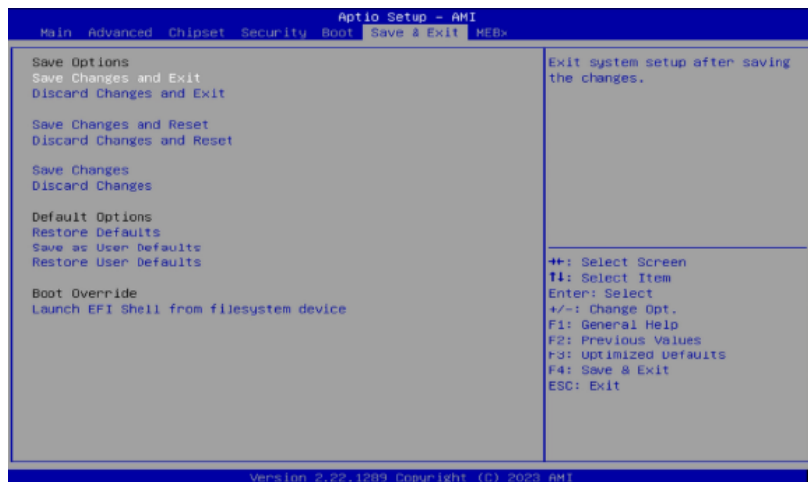 Aptio Setup - AMI
Main Advanced Chipset Security Boot Save & Exit MEBx
Save Options
Save Changes and Exit
Discard Changes and Exit
Save Changes and Reset
Discard Changes and Reset
Save Changes
Discard Changes
Default Options
Restore Defaults
Save as User Defaults
Restore User Defaults
Boot Override
Launch EFI Shell from filesystem device
Exit system setup after saving
the changes.
→←: Select Screen
↑↓: Select Item
Enter: Select
+/-: Change Opt.
F1: General Help
F2: Previous Values
F3: Optimized Defaults
F4: Save & Exit
ESC: Exit
Version 2.22.1289 Copyright (C) 2023 AMI